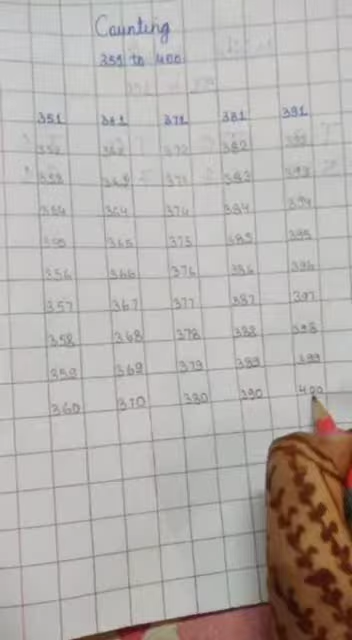 Counting
351 to 400
351 361 371 381 391
352 362 372 382 392
353 363 373 383 393
354 364 374 384 394
355 365 375 385 395
356 366 376 386 396
357 367 377 387 397
358 368 378 388 398
359 369 379 389 399
360 370 380 390 400